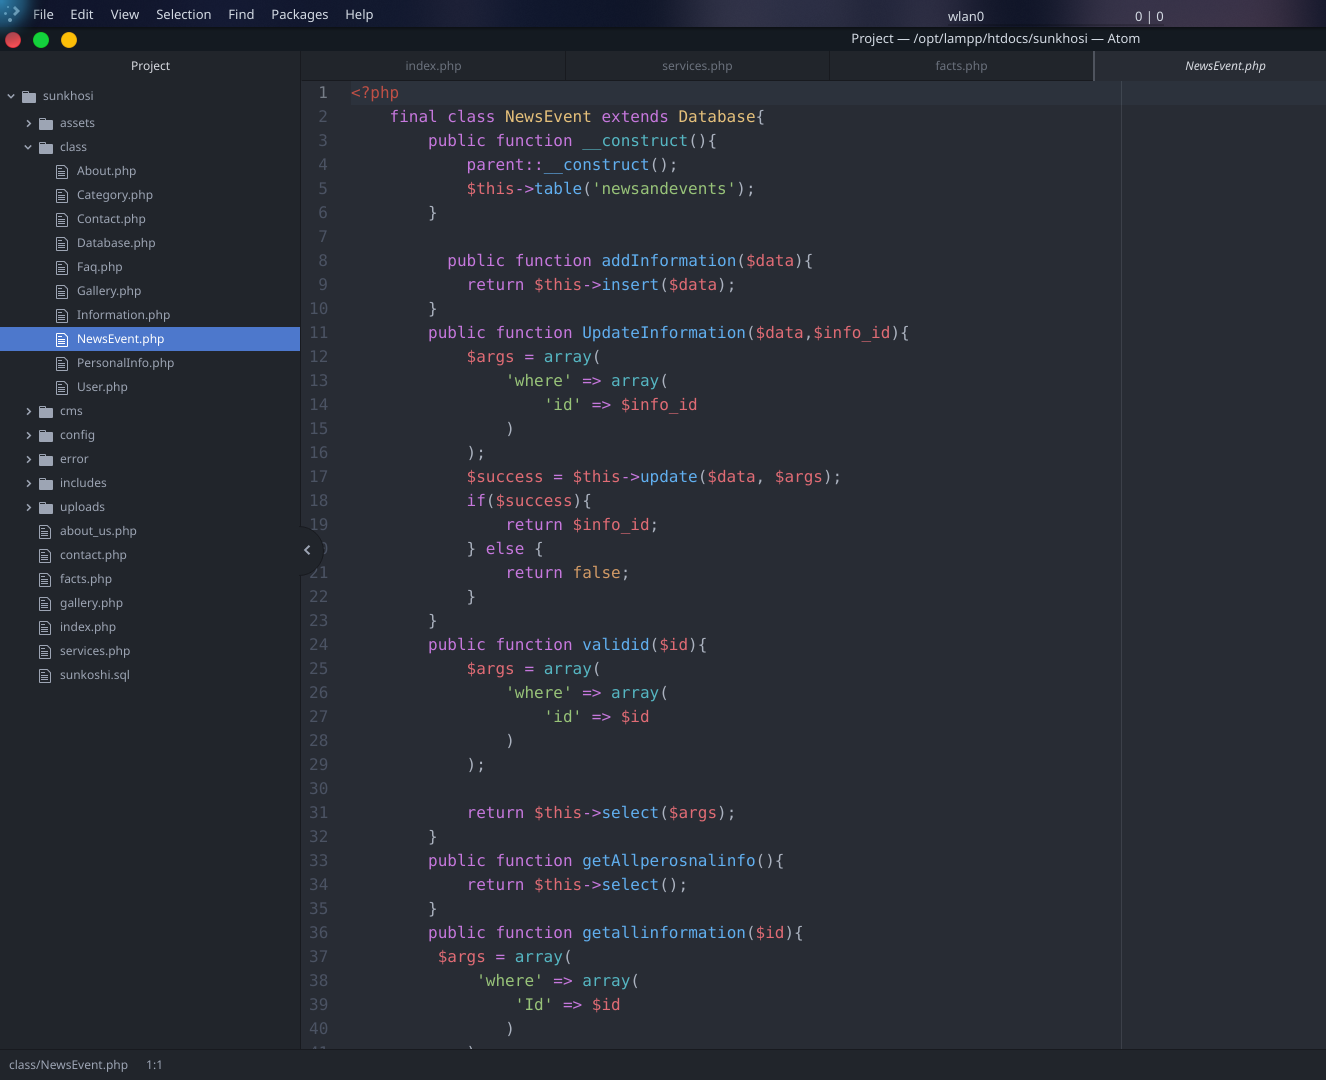 File Edit View Selection Find Packages Help
wlan0
0 | 0
Project — /opt/lampp/htdocs/sunkhosi — Atom
Project
index.php
services.php
facts.php
NewsEvent.php
sunkhosi
assets
class
About.php
Category.php
Contact.php
Database.php
Faq.php
Gallery.php
Information.php
NewsEvent.php
PersonalInfo.php
User.php
cms
config
error
includes
uploads
about_us.php
contact.php
facts.php
gallery.php
index.php
services.php
sunkoshi.sql
1 <?php
2     final class NewsEvent extends Database{
3         public function __construct(){
4             parent::__construct();
5             $this->table('newsandevents');
6         }
7
8           public function addInformation($data){
9             return $this->insert($data);
10         }
11         public function UpdateInformation($data,$info_id){
12             $args = array(
13                 'where' => array(
14                     'id' => $info_id
15                 )
16             );
17             $success = $this->update($data, $args);
18             if($success){
19                 return $info_id;
} else {
21                 return false;
22             }
23         }
24         public function validid($id){
25             $args = array(
26                 'where' => array(
27                     'id' => $id
28                 )
29             );
30
31             return $this->select($args);
32         }
33         public function getAllperosnalinfo(){
34             return $this->select();
35         }
36         public function getallinformation($id){
37          $args = array(
38              'where' => array(
39                  'Id' => $id
40                 )
class/NewsEvent.php 1:1